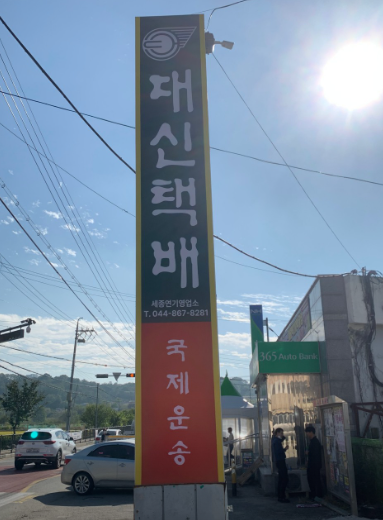 대신택배
세종연기영업소
T. 044-867-8281
국제운송
365 Auto Bank